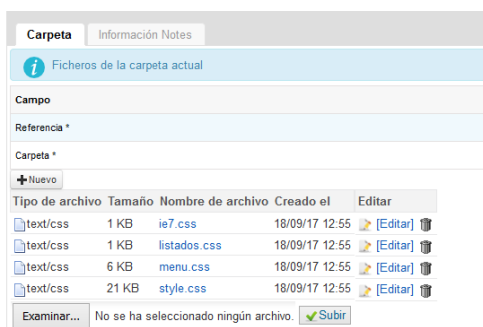 Carpeta Información Notes
Ficheros de la carpeta actual
Campo
Referencia *
Carpeta *
Nuevo
Tipo de archivo Tamaño Nombre de archivo Creado el Editar
text/css 1 KB ie7.css 18/09/17 12:55 [Editar]
text/css 1 KB listados.css 18/09/17 12:55 [Editar]
text/css 6 KB menu.css 18/09/17 12:55 [Editar]
text/css 21 KB style.css 18/09/17 12:55 [Editar]
Examinar... No se ha seleccionado ningún archivo. Subir